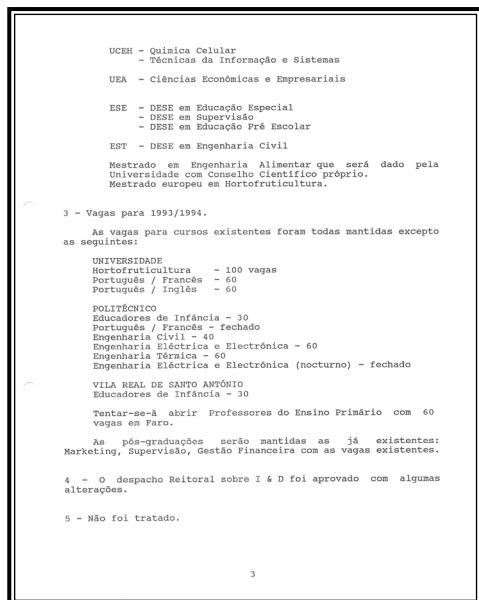 UCEH - Quimica Celular
- Técnicas da Informação e Sistemas
UEA - Ciências Económicas e Empresariais
ESE - DESE em Educação Especial
- DESE em Supervisão
- DESE em Educação Pré Escolar
EST - DESE em Engenharia Civil
Mestrado em Engenharia Alimentar que será dado pela
Universidade com Conselho Científico próprio.
Mestrado europeu em Hortofruticultura.
3 - Vagas para 1993/1994.
As vagas para cursos existentes foram todas mantidas excepto
as seguintes:
UNIVERSIDADE
Hortofruticultura - 100 vagas
Português / Francês - 60
Português / Inglês - 60
POLITÉCNICO
Educadores de Infância - 30
Português / Francês - fechado
Engenharia Civil - 40
Engenharia Eléctrica e Electrónica - 60
Engenharia Térmica - 60
Engenharia Eléctrica e Electrónica (nocturno) - fechado
VILA REAL DE SANTO ANTÓNIO
Educadores de Infância - 30
Tentar-se-à abrir Professores do Ensino Primário com 60
vagas em Faro.
As pós-graduações serão mantidas as já existentes:
Marketing, Supervisão, Gestão Financeira com as vagas existentes.
4 - O despacho Reitoral sobre I & D foi aprovado com algumas
alterações.
5 - Não foi tratado.
3